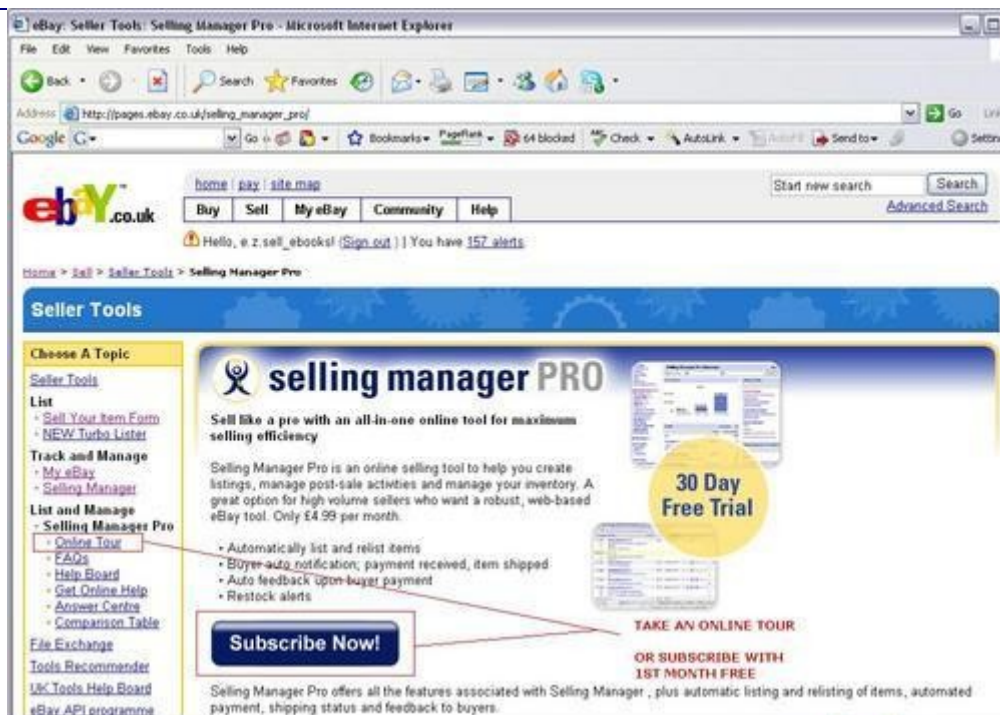 eBay: Seller Tools: Selling Manager Pro - Microsoft Internet Explorer
File Edit View Favorites Tools Help
Back Search Favorites
Address http://pages.ebay.co.uk/selling_manager_pro/ Go
Google G Go Bookmarks PageRank 64 blocked Check AutoLink Send to
home | pay | site map
Start new search Search
ebY.co.uk
Buy Sell My eBay Community Help
Advanced Search
Hello, e.z.sell_ebooks! (Sign out) | You have 157 alerts.
Home > Sell > Seller Tools > Selling Manager Pro
Seller Tools
Choose A Topic
Seller Tools
List
Sell Your Item Form
NEW Turbo Lister
Track and Manage
My eBay
Selling Manager
List and Manage
Selling Manager Pro
Online Tour
FAQs
Help Board
Get Online Help
Answer Centre
Comparison Table
File Exchange
Tools Recommender
UK Tools Help Board
eBay API programme
selling manager PRO
Sell like a pro with an all-in-one online tool for maximum
selling efficiency
Selling Manager Pro is an online selling tool to help you create
listings, manage post-sale activities and manage your inventory. A
great option for high volume sellers who want a robust, web-based
eBay tool. Only £4.99 per month.
• Automatically list and relist items
• Buyer auto notification; payment received, item shipped
• Auto feedback upon buyer payment
• Restock alerts
30 Day
Free Trial
Subscribe Now!
TAKE AN ONLINE TOUR
OR SUBSCRIBE WITH
1ST MONTH FREE
Selling Manager Pro offers all the features associated with Selling Manager , plus automatic listing and relisting of items, automated
payment, shipping status and feedback to buyers.